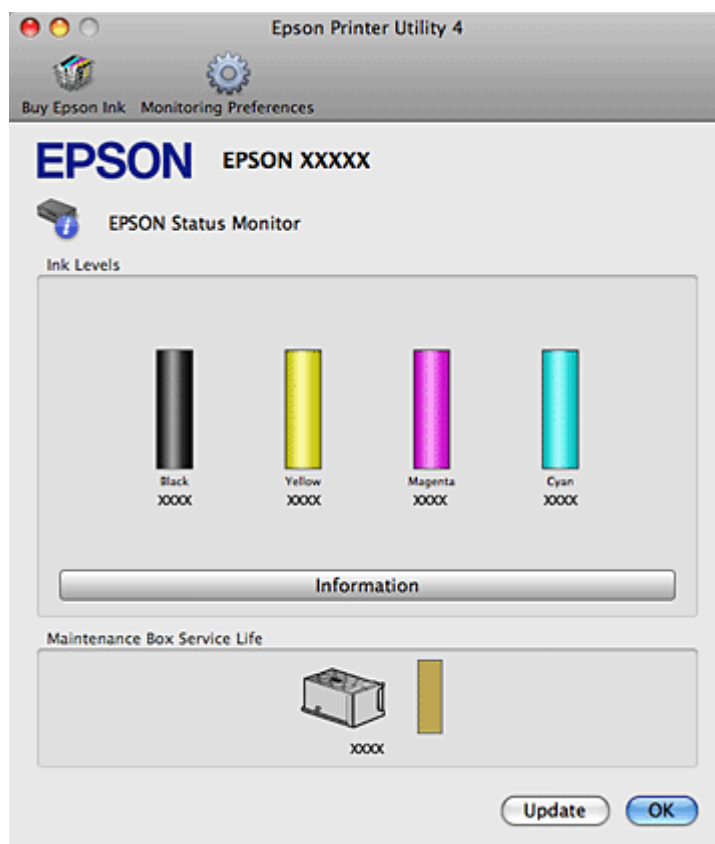 Epson Printer Utility 4
Buy Epson Ink Monitoring Preferences
EPSON EPSON XXXXX
EPSON Status Monitor
Ink Levels
Black Yellow Magenta Cyan
XXXX XXXX XXXX XXXX
Information
Maintenance Box Service Life
XXXX
Update OK